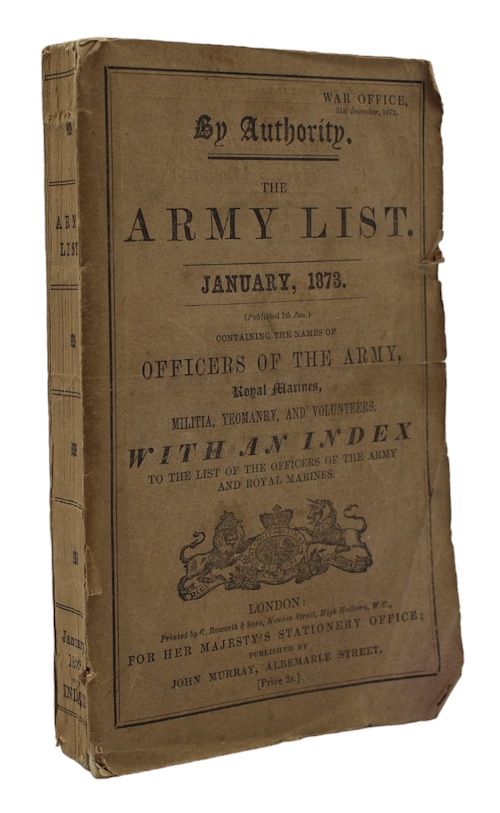 WAR OFFICE,
31st December, 1872.
By Authority.
THE
ARMY LIST.
JANUARY, 1873.
(Published 7th Jan.)
CONTAINING THE NAMES OF
OFFICERS OF THE ARMY,
Royal Marines,
MILITIA, YEOMANRY, AND VOLUNTEERS.
WITH AN INDEX
TO THE LIST OF THE OFFICERS OF THE ARMY
AND ROYAL MARINES.
LONDON:
Printed by C. Roworth & Sons, Newton Street, High Holborn, W.C.,
FOR HER MAJESTY'S STATIONERY OFFICE;
PUBLISHED BY
JOHN MURRAY, ALBEMARLE STREET.
[Price 2s.]
ARM
LIST
January
INDE